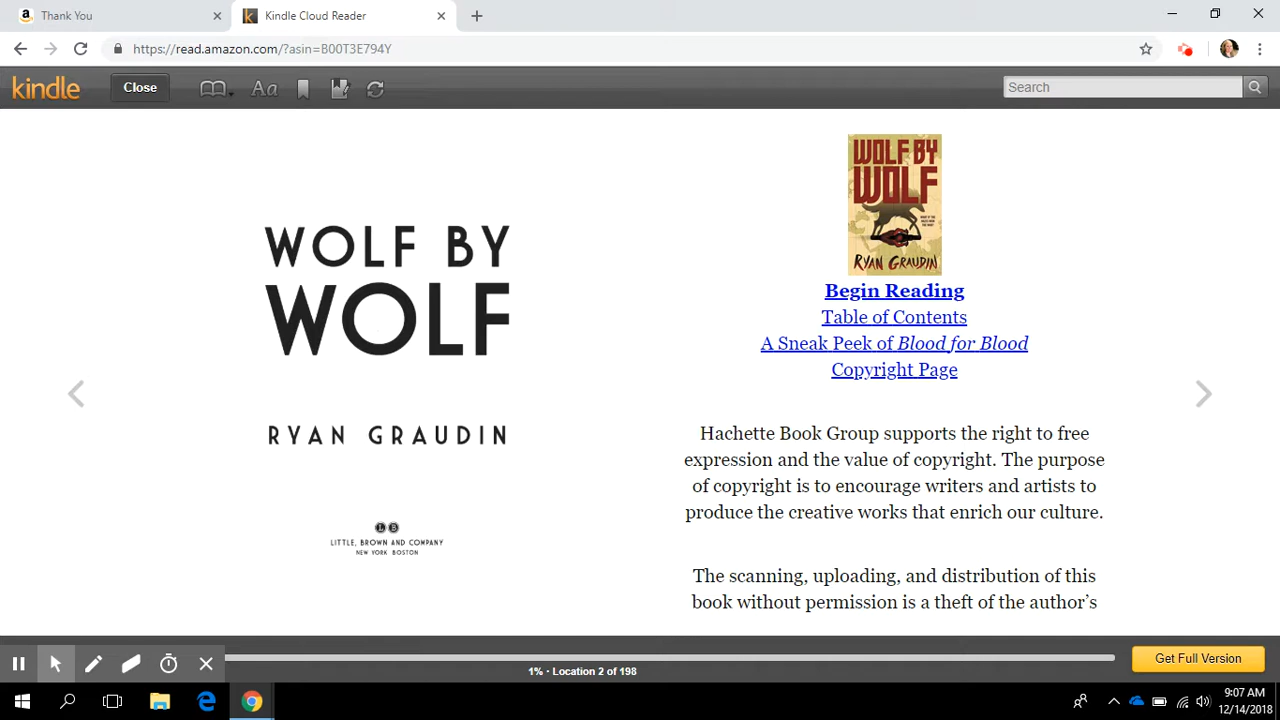 Thank You
Kindle Cloud Reader
https://read.amazon.com/?asin=B00T3E794Y
kindle
Close
Aa
Search
WOLF BY
WOLF
RYAN GRAUDIN
L B
LITTLE, BROWN AND COMPANY
NEW YORK BOSTON
WOLF BY
WOLF
RYAN GRAUDIN
Begin Reading
Table of Contents
A Sneak Peek of Blood for Blood
Copyright Page
Hachette Book Group supports the right to free
expression and the value of copyright. The purpose
of copyright is to encourage writers and artists to
produce the creative works that enrich our culture.
The scanning, uploading, and distribution of this
book without permission is a theft of the author’s
1% · Location 2 of 198
Get Full Version
9:07 AM
12/14/2018